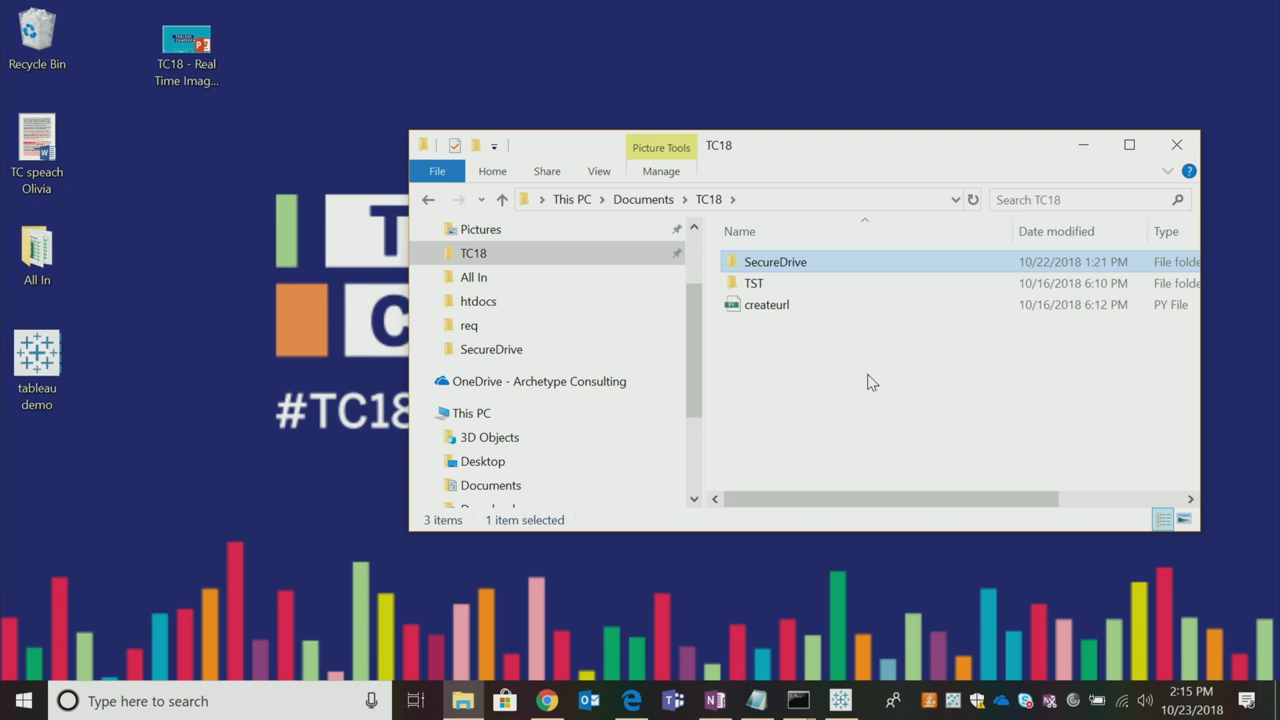 Recycle Bin
TC18 - Real
Time Imag...
TC speach
Olivia
All In
tableau
demo
T
C
#TC18
Picture Tools
TC18
File
Home
Share
View
Manage
This PC
Documents
TC18
Search TC18
Pictures
TC18
All In
htdocs
req
SecureDrive
OneDrive - Archetype Consulting
This PC
3D Objects
Desktop
Documents
Name
Date modified
Type
SecureDrive
10/22/2018 1:21 PM
File folde
TST
10/16/2018 6:10 PM
File folde
createurl
10/16/2018 6:12 PM
PY File
3 items
1 item selected
Type here to search
2:15 PM
10/23/2018